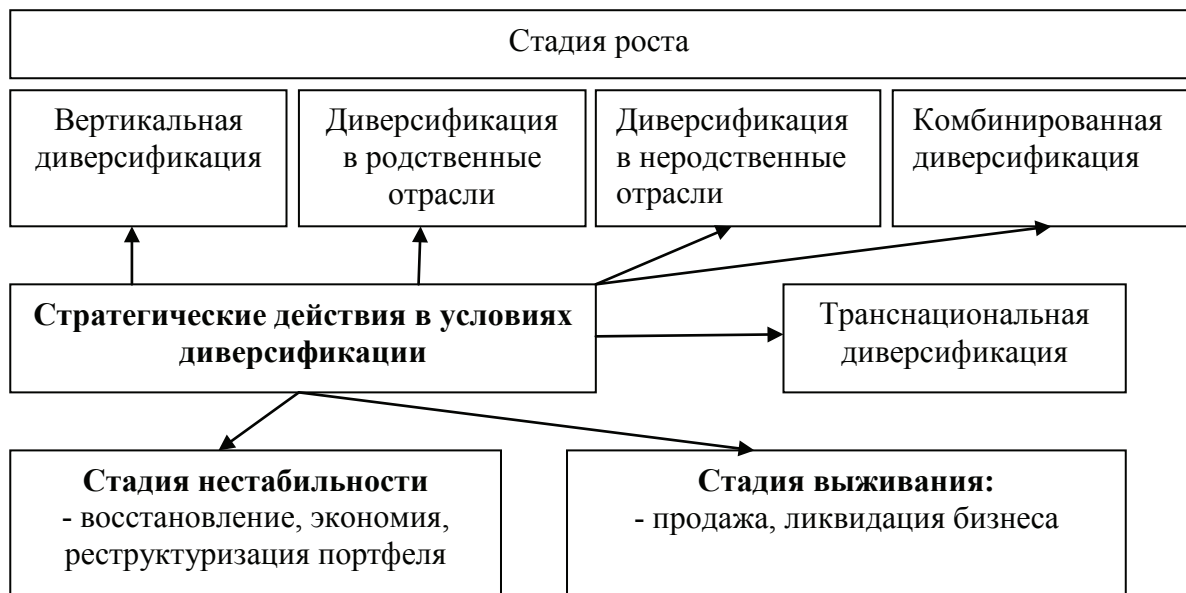 Стадия роста
Вертикальная
диверсификация
Диверсификация
в родственные
отрасли
Диверсификация
в неродственные
отрасли
Комбинированная
диверсификация
Стратегические действия в условиях
диверсификации
Транснациональная
диверсификация
Стадия нестабильности
- восстановление, экономия,
реструктуризация портфеля
Стадия выживания:
- продажа, ликвидация бизнеса